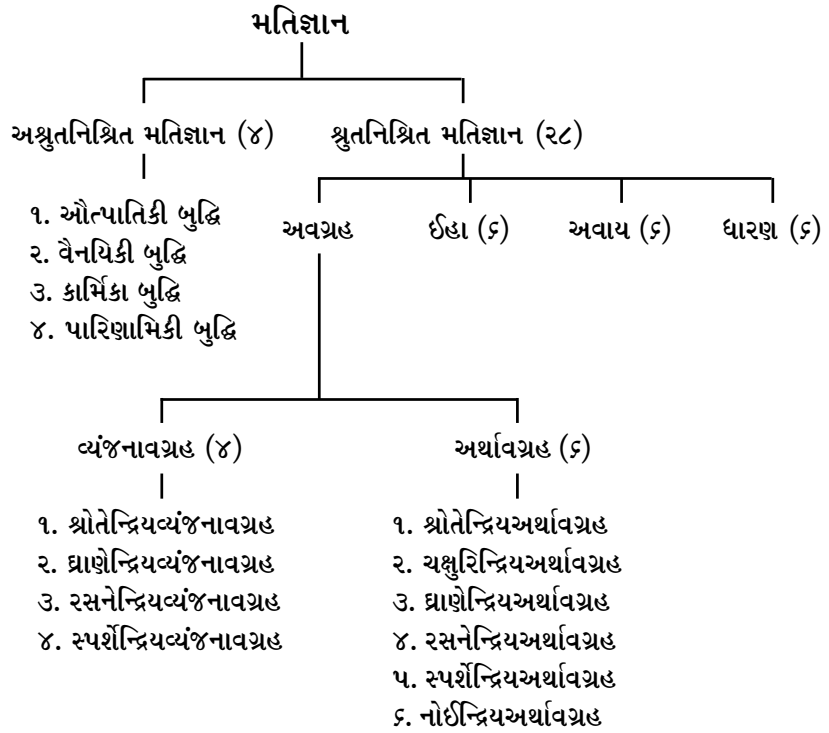 મતિજ્ઞાન
અશ્રુતનિશ્રિત મતિજ્ઞાન (૪)
શ્રુતનિશ્રિત મતિજ્ઞાન (૨૮)
૧. ઔત્પાતિકી બુદ્ધિ
૨. વૈનયિકી બુદ્ધિ
૩. કાર્મિકા બુદ્ધિ
૪. પારિણામિકી બુદ્ધિ
અવગ્રહ
ઈહા (૬)
અવાય (૬)
ધારણ (૬)
વ્યંજનાવગ્રહ (૪)
૧. શ્રોતેન્દ્રિયવ્યંજનાવગ્રહ
૨. ઘ્રાણેન્દ્રિયવ્યંજનાવગ્રહ
૩. રસનેન્દ્રિયવ્યંજનાવગ્રહ
૪. સ્પર્શેન્દ્રિયવ્યંજનાવગ્રહ
અર્થાવગ્રહ (૬)
૧. શ્રોતેન્દ્રિયઅર્થાવગ્રહ
૨. ચક્ષુરિન્દ્રિયઅર્થાવગ્રહ
૩. ઘ્રાણેન્દ્રિયઅર્થાવગ્રહ
૪. રસનેન્દ્રિયઅર્થાવગ્રહ
૫. સ્પર્શેન્દ્રિયઅર્થાવગ્રહ
૬. નોઈન્દ્રિયઅર્થાવગ્રહ